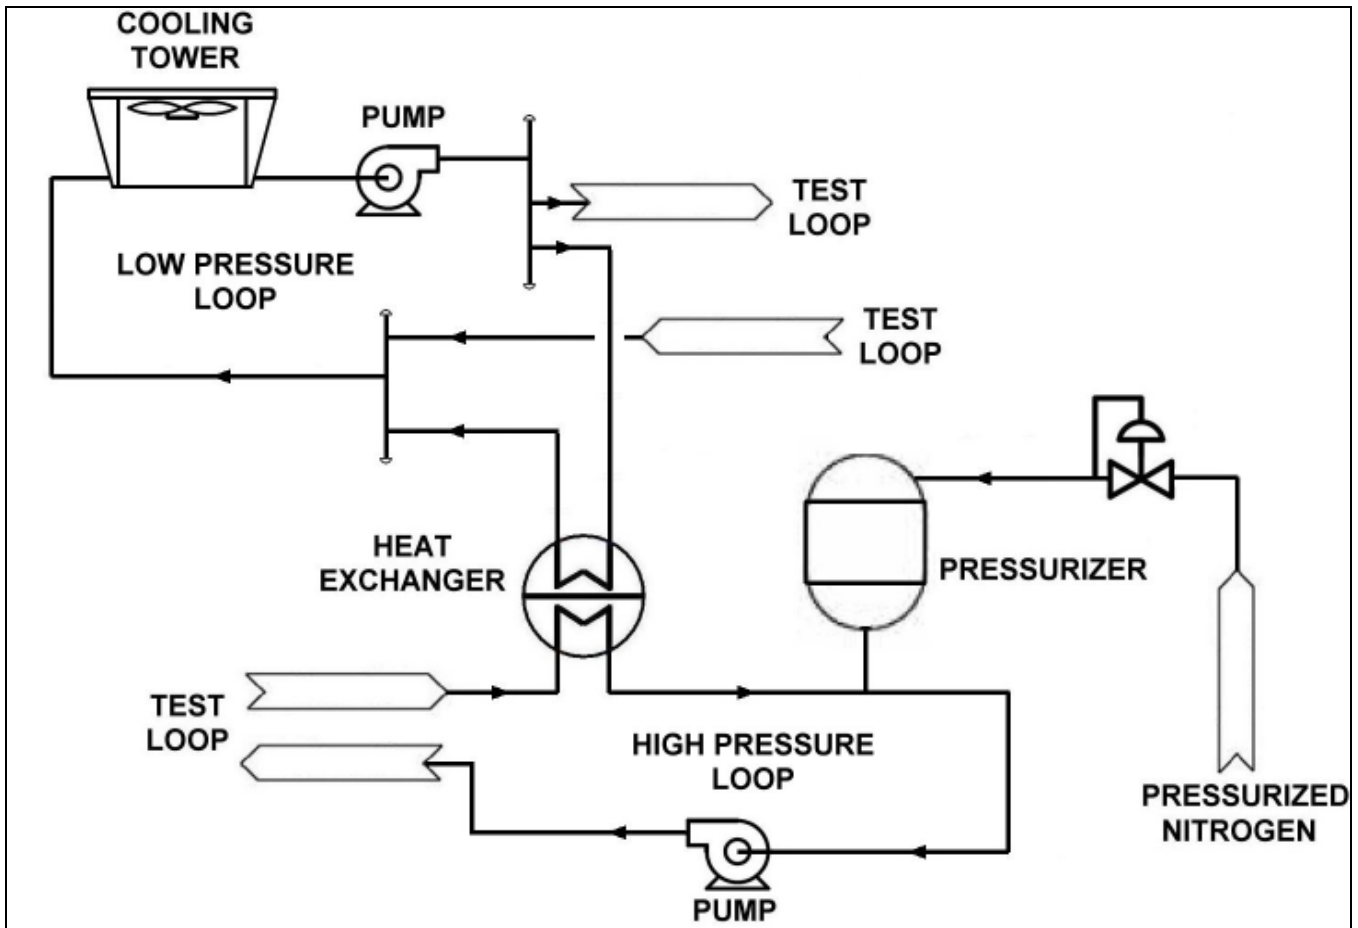 COOLING
TOWER
PUMP
TEST
LOOP
LOW PRESSURE
LOOP
TEST
LOOP
HEAT
EXCHANGER
PRESSURIZER
TEST
LOOP
HIGH PRESSURE
LOOP
PRESSURIZED
NITROGEN
PUMP